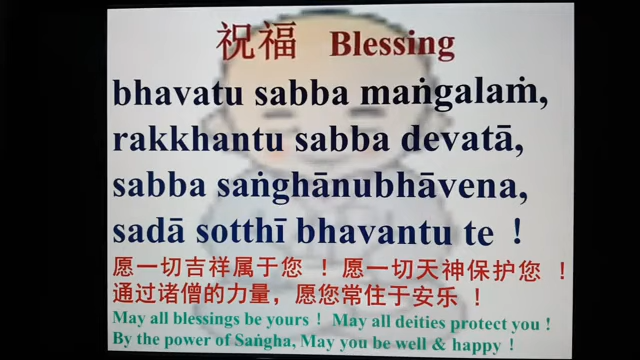 祝福 Blessing
bhavatu sabba maṅgalaṁ,
rakkhantu sabba devatā,
sabba saṅghānubhāvena,
sadā sotthī bhavantu te !
愿一切吉祥属于您 ！愿一切天神保护您 ！
通过诸僧的力量，愿您常住于安乐 ！
May all blessings be yours ! May all deities protect you !
By the power of Saṅgha, May you be well & happy !